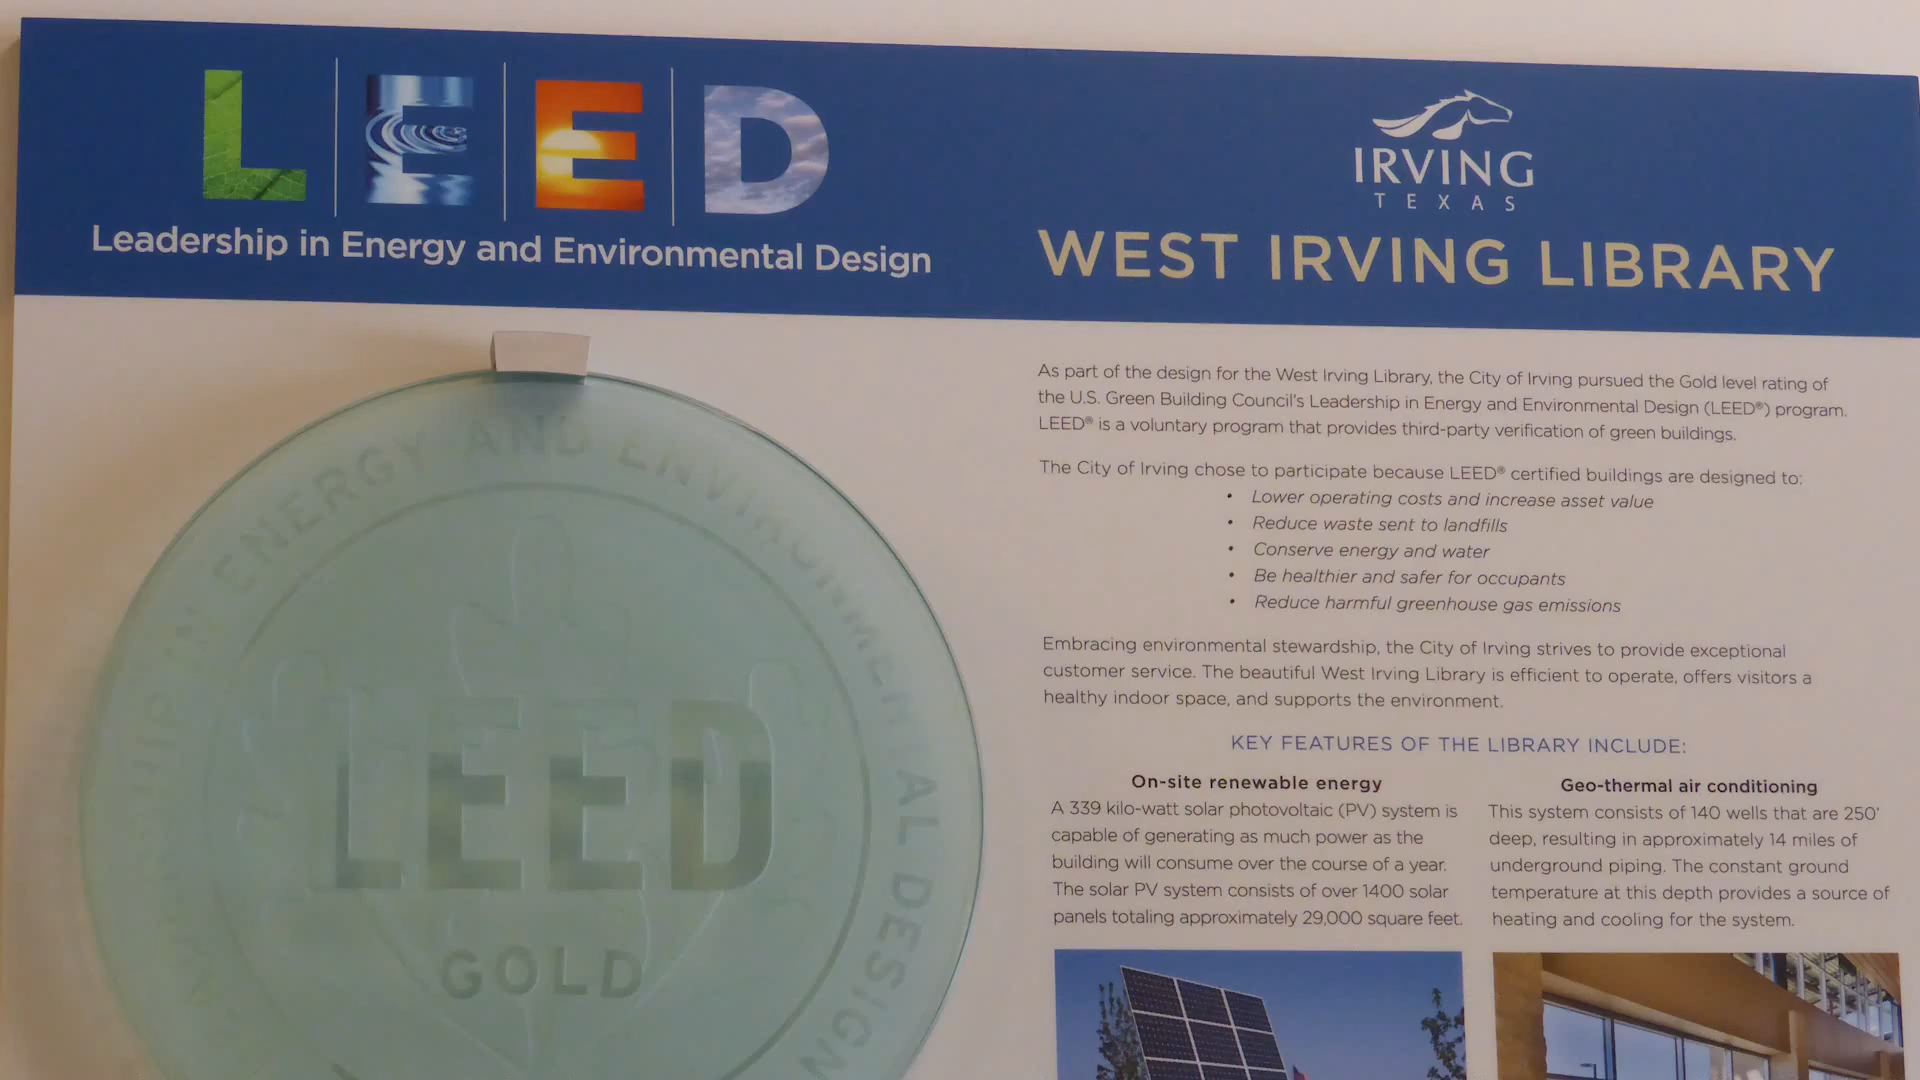 LEED
Leadership in Energy and Environmental Design
IRVING
TEXAS
WEST IRVING LIBRARY
As part of the design for the West Irving Library, the City of Irving pursued the Gold level rating of
the U.S. Green Building Council's Leadership in Energy and Environmental Design (LEED®) program.
LEED® is a voluntary program that provides third-party verification of green buildings.
The City of Irving chose to participate because LEED® certified buildings are designed to:
• Lower operating costs and increase asset value
• Reduce waste sent to landfills
• Conserve energy and water
• Be healthier and safer for occupants
• Reduce harmful greenhouse gas emissions
Embracing environmental stewardship, the City of Irving strives to provide exceptional
customer service. The beautiful West Irving Library is efficient to operate, offers visitors a
healthy indoor space, and supports the environment.
KEY FEATURES OF THE LIBRARY INCLUDE:
On-site renewable energy
A 339 kilo-watt solar photovoltaic (PV) system is
capable of generating as much power as the
building will consume over the course of a year.
The solar PV system consists of over 1400 solar
panels totaling approximately 29,000 square feet.
Geo-thermal air conditioning
This system consists of 140 wells that are 250'
deep, resulting in approximately 14 miles of
underground piping. The constant ground
temperature at this depth provides a source of
heating and cooling for the system.
IN ENERGY AND ENVIRONMENTAL DESIGN
LEED
GOLD